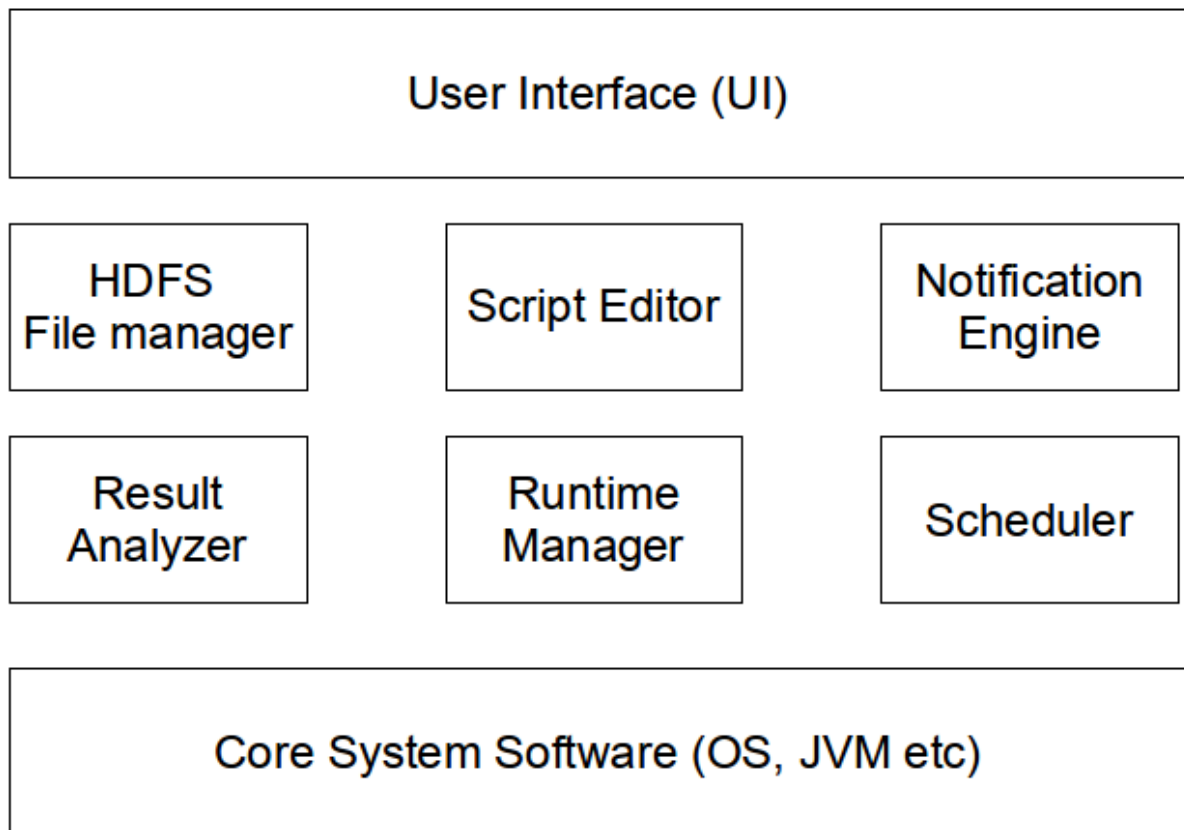 User Interface (UI)
HDFS
File manager
Script Editor
Notification
Engine
Result
Analyzer
Runtime
Manager
Scheduler
Core System Software (OS, JVM etc)